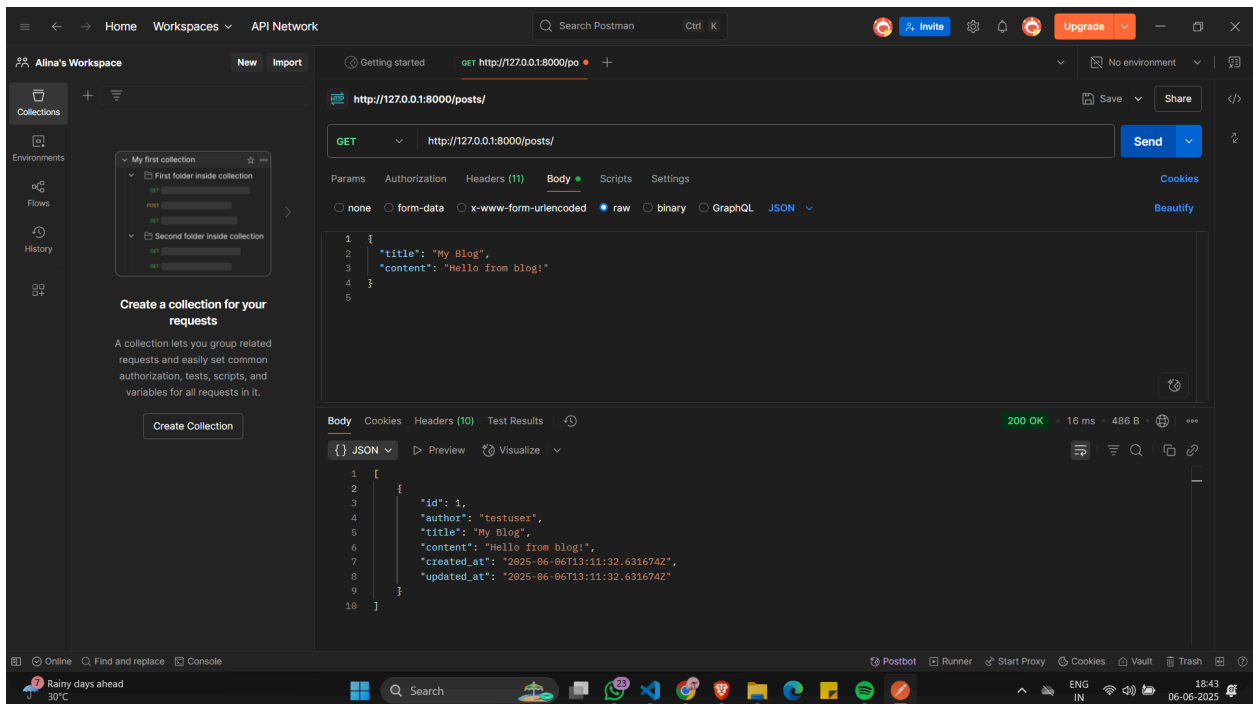 Home Workspaces API Network Search Postman Ctrl K Invite Upgrade
Alina's Workspace New Import Getting started GET http://127.0.0.1:8000/po No environment
Collections
Environments
Flows
History
My first collection
First folder inside collection
GET
POST
GET
Second folder inside collection
GET
GET
Create a collection for your
requests
A collection lets you group related
requests and easily set common
authorization, tests, scripts, and
variables for all requests in it.
Create Collection
HTTP http://127.0.0.1:8000/posts/ Save Share
GET http://127.0.0.1:8000/posts/ Send
Params Authorization Headers (11) Body Scripts Settings Cookies
none form-data x-www-form-urlencoded raw binary GraphQL JSON Beautify
1 {
2 "title": "My Blog",
3 "content": "Hello from blog!"
4 }
5
Body Cookies Headers (10) Test Results 200 OK 16 ms 486 B
{} JSON Preview Visualize
1 [
2 {
3 "id": 1,
4 "author": "testuser",
5 "title": "My Blog",
6 "content": "Hello from blog!",
7 "created_at": "2025-06-06T13:11:32.631674Z",
8 "updated_at": "2025-06-06T13:11:32.631674Z"
9 }
10 ]
Online Find and replace Console Postbot Runner Start Proxy Cookies Vault Trash
7 Rainy days ahead
30°C
Search
23
ENG
IN
18:43
06-06-2025